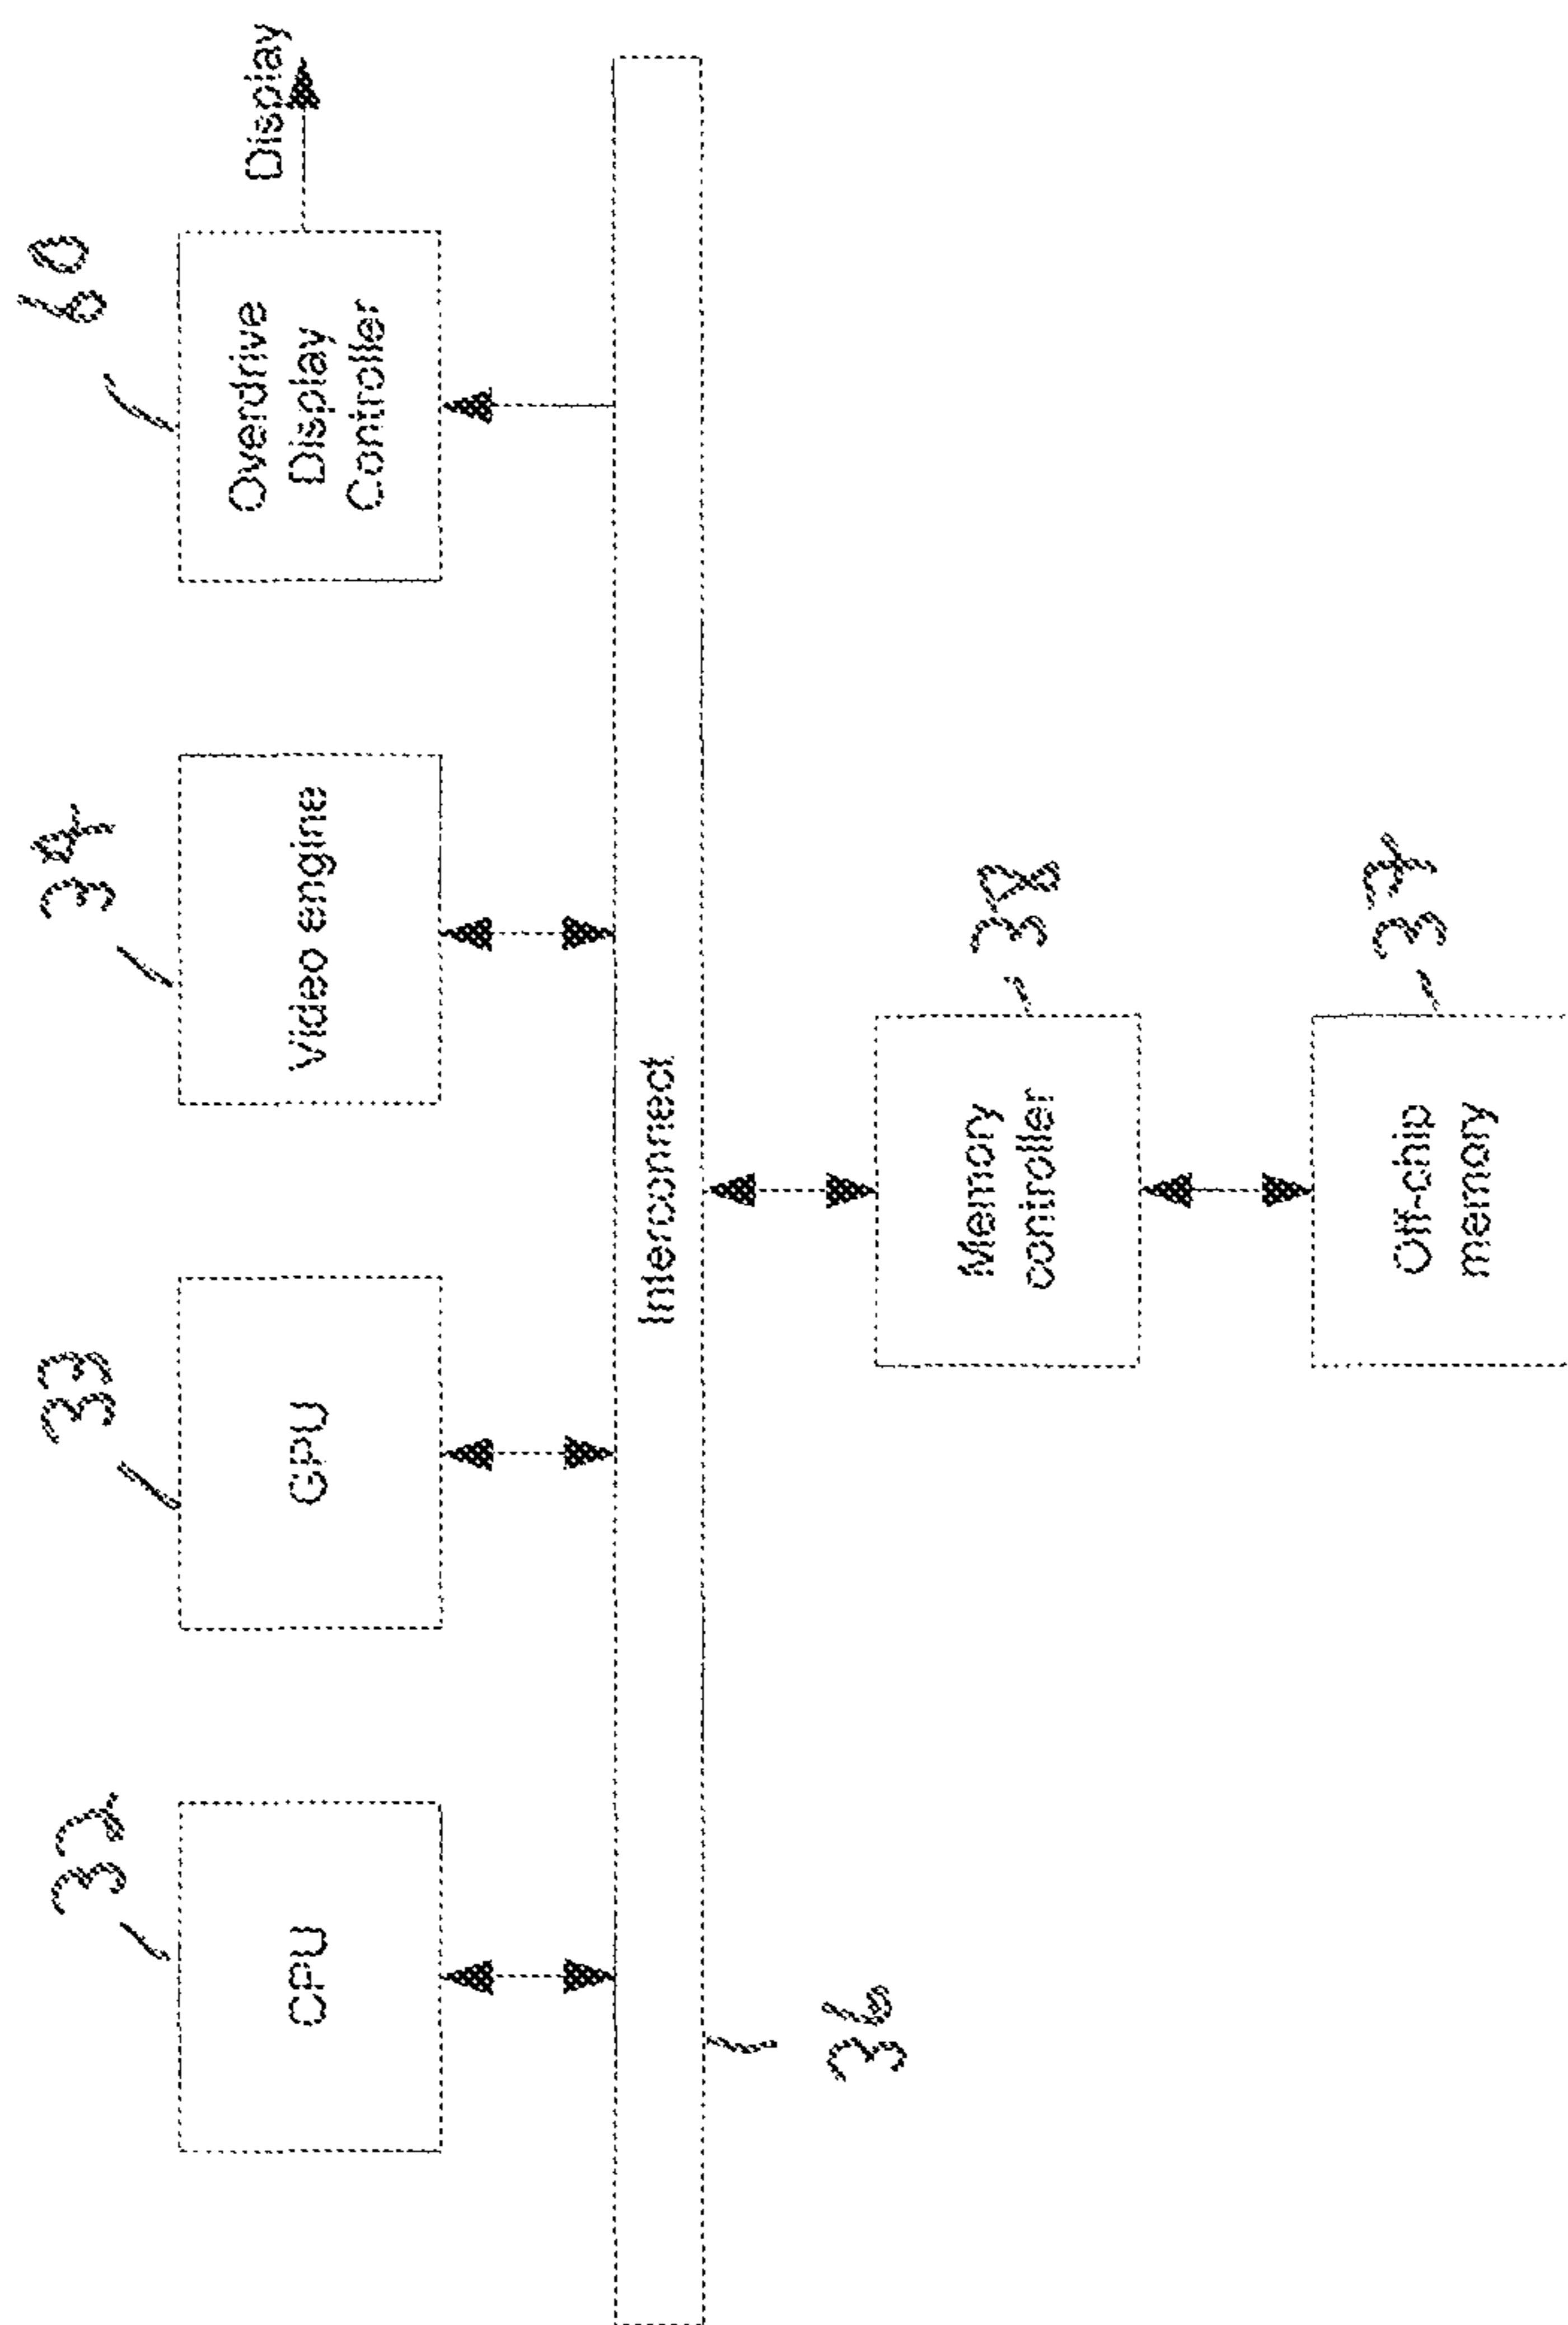 32
CPU
33
GPU
34
Video engine
60
Overdrive
Display
Controller
Display
Interconnect
36
38
Memory
controller
37
Off-chip
memory